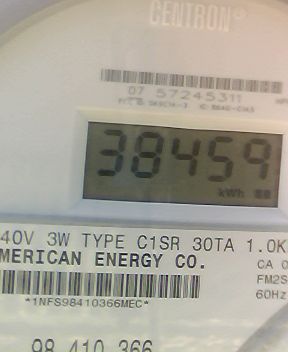 CENTRON®
07 57245311
38459
kWh
40V 3W TYPE C1SR 30TA 1.0K
MERICAN ENERGY CO.
CA 0
FM2S
*1NFS98410366MEC*
60Hz
98 410 366